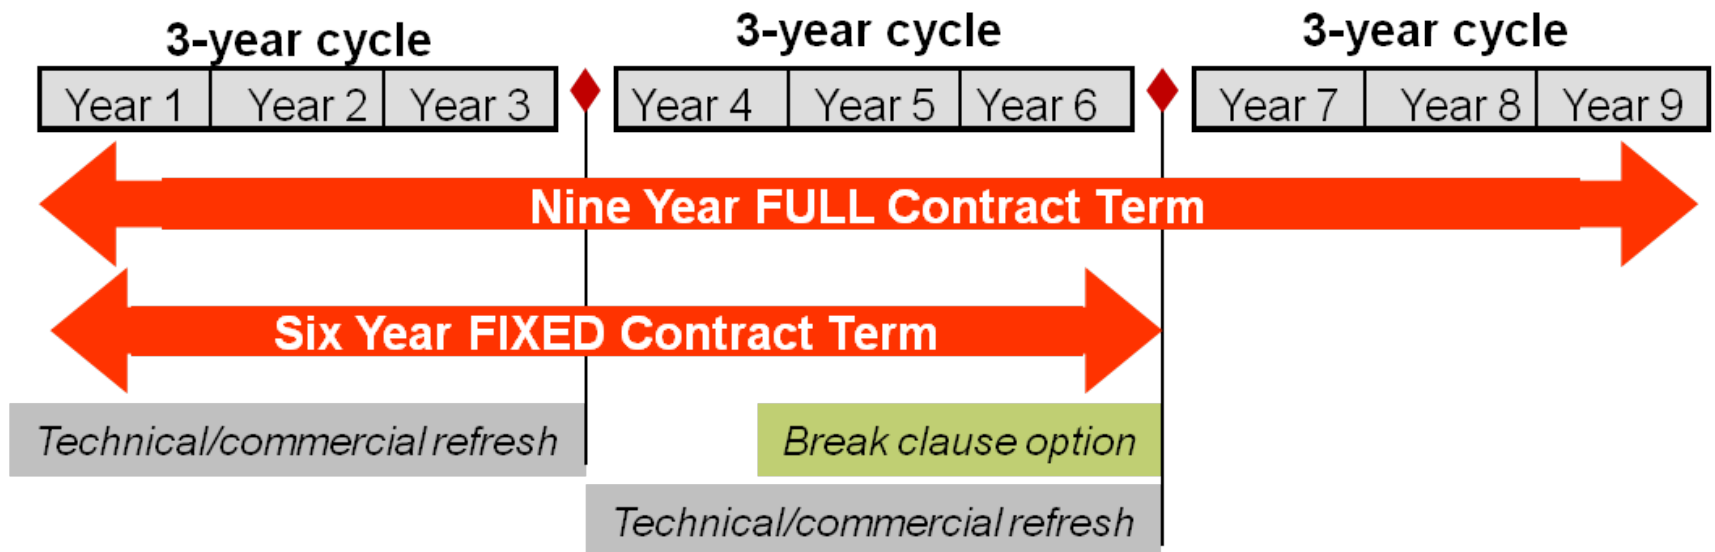 3-year cycle
3-year cycle
3-year cycle
Year 1
Year 2
Year 3
Year 4
Year 5
Year 6
Year 7
Year 8
Year 9
Nine Year FULL Contract Term
Six Year FIXED Contract Term
Technical/commercial refresh
Break clause option
Technical/commercial refresh